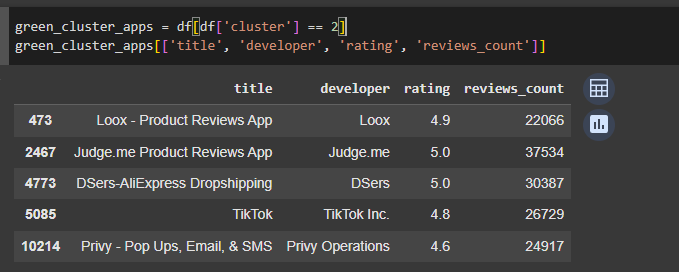 green_cluster_apps = df[df['cluster'] == 2]
green_cluster_apps[['title', 'developer', 'rating', 'reviews_count']]
title developer rating reviews_count
473 Loox - Product Reviews App Loox 4.9 22066
2467 Judge.me Product Reviews App Judge.me 5.0 37534
4773 DSers-AliExpress Dropshipping DSers 5.0 30387
5085 TikTok TikTok Inc. 4.8 26729
10214 Privy - Pop Ups, Email, & SMS Privy Operations 4.6 24917